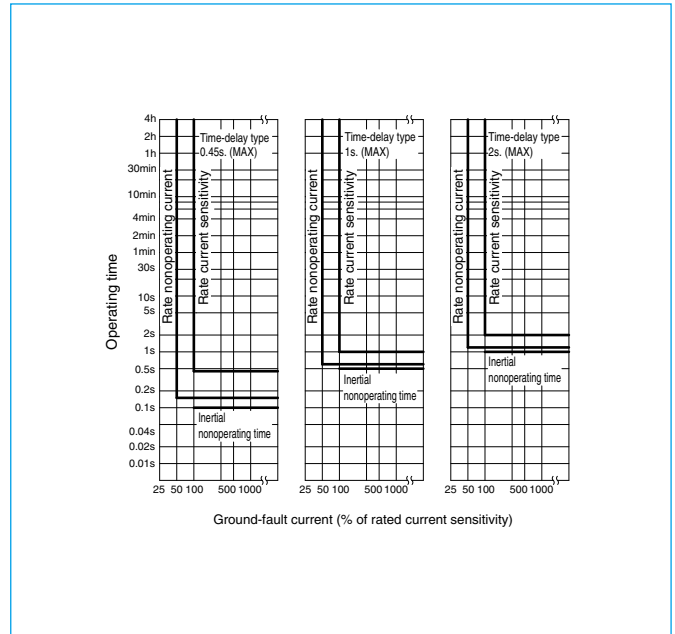 Operating time
4h
2h
1h
30min
10min
4min
2min
1min
30s
10s
5s
2s
1s
0.5s
0.2s
0.1s
0.04s
0.02s
0.01s
Rate nonoperating current
Rate current sensitivity
Time-delay type
0.45s. (MAX)
Inertial
nonoperating time
25 50 100 500 1000
Rate nonoperating current
Rate current sensitivity
Time-delay type
1s. (MAX)
Inertial
nonoperating time
25 50 100 500 1000
Rate nonoperating current
Rate current sensitivity
Time-delay type
2s. (MAX)
Inertial
nonoperating time
25 50 100 500 1000
Ground-fault current (% of rated current sensitivity)